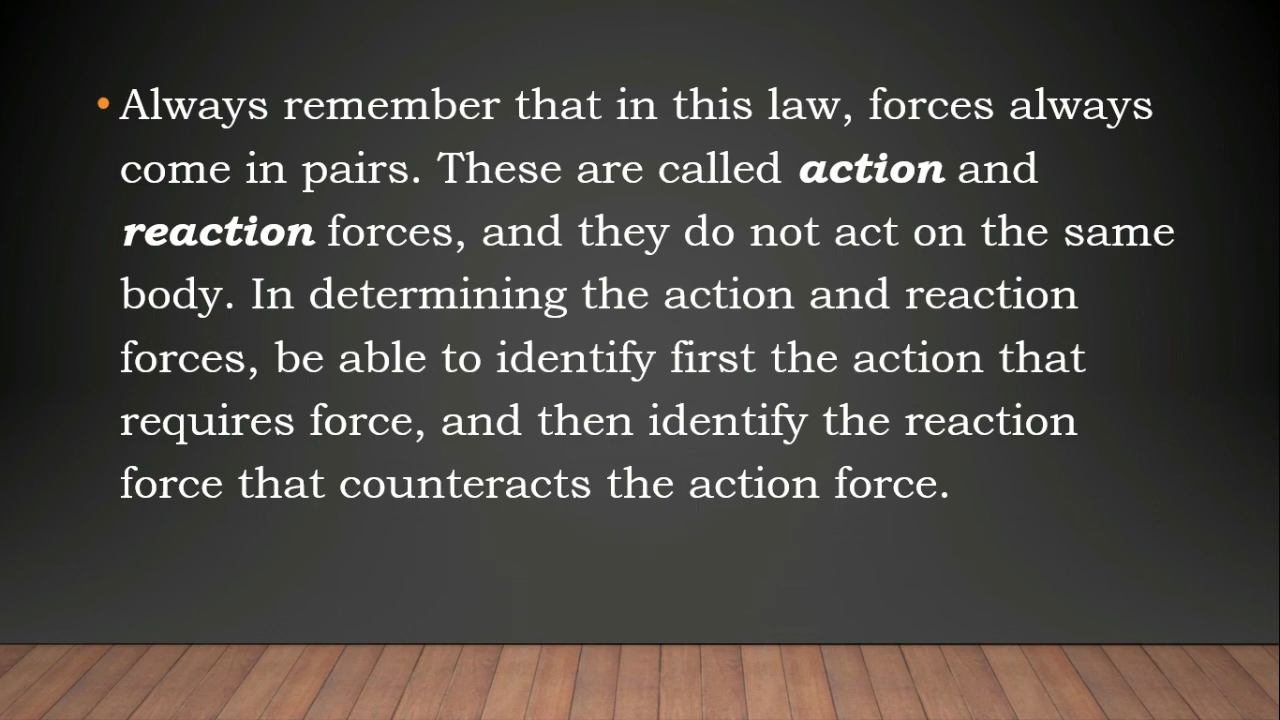 • Always remember that in this law, forces always
come in pairs. These are called action and
reaction forces, and they do not act on the same
body. In determining the action and reaction
forces, be able to identify first the action that
requires force, and then identify the reaction
force that counteracts the action force.